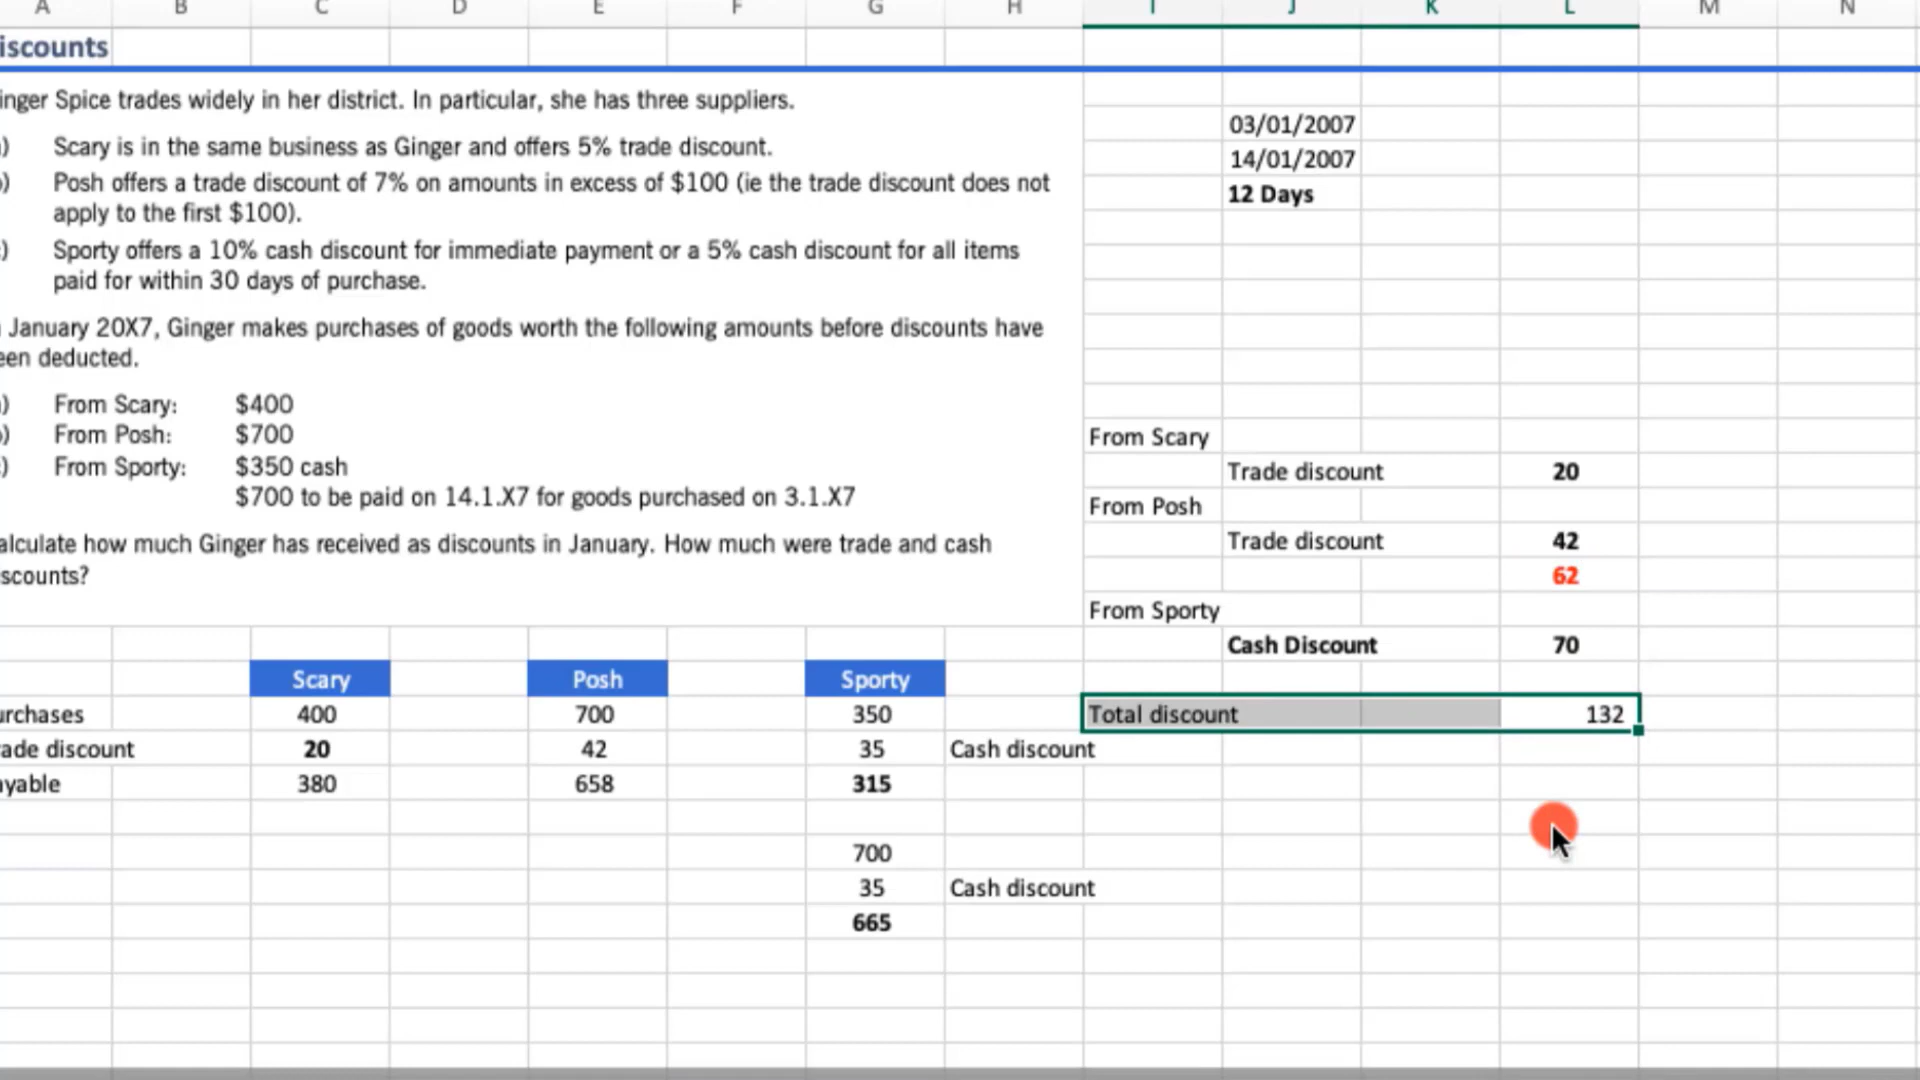 A B C D E F G H I J K L M N
iscounts
inger Spice trades widely in her district. In particular, she has three suppliers.
) Scary is in the same business as Ginger and offers 5% trade discount.
) Posh offers a trade discount of 7% on amounts in excess of $100 (ie the trade discount does not
apply to the first $100).
) Sporty offers a 10% cash discount for immediate payment or a 5% cash discount for all items
paid for within 30 days of purchase.
January 20X7, Ginger makes purchases of goods worth the following amounts before discounts have
een deducted.
) From Scary: $400
) From Posh: $700
) From Sporty: $350 cash
$700 to be paid on 14.1.X7 for goods purchased on 3.1.X7
alculate how much Ginger has received as discounts in January. How much were trade and cash
scounts?
03/01/2007
14/01/2007
12 Days
From Scary
Trade discount 20
From Posh
Trade discount 42
62
From Sporty
Cash Discount 70
Total discount 132
Scary Posh Sporty
urchases 400 700 350
ade discount 20 42 35 Cash discount
ayable 380 658 315
700
35 Cash discount
665